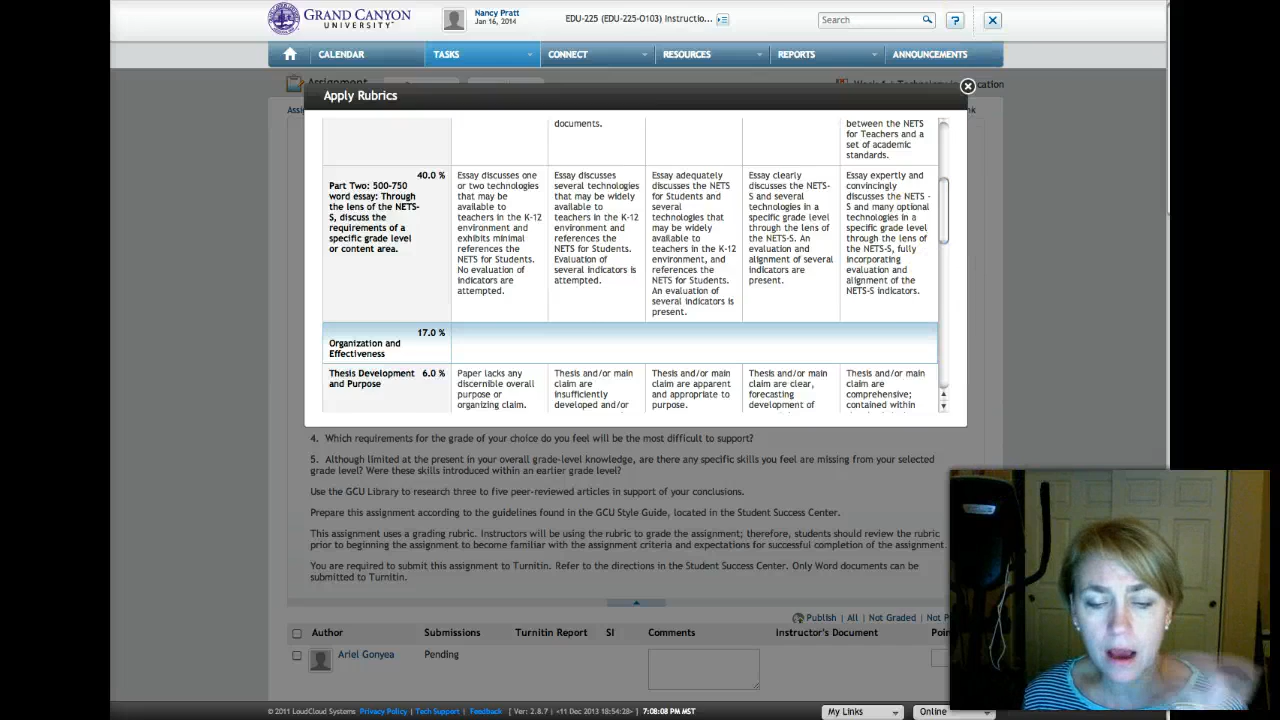 GRAND CANYON
UNIVERSITY
Nancy Pratt
Jan 16, 2014
EDU-225 (EDU-225-O103) Instructio...
Search
?
CALENDAR
TASKS
CONNECT
RESOURCES
REPORTS
ANNOUNCEMENTS
Assignment
Apply Rubrics
documents.
between the NETS
for Teachers and a
set of academic
standards.
40.0 %
Part Two: 500-750
word essay: Through
the lens of the NETS-
S, discuss the
requirements of a
specific grade level
or content area.
Essay discusses one
or two technologies
that may be
available to
teachers in the K-12
environment and
exhibits minimal
references the
NETS for Students.
No evaluation of
indicators are
attempted.
Essay discusses
several technologies
that may be widely
available to
teachers in the K-12
environment and
references the
NETS for Students.
Evaluation of
several indicators is
attempted.
Essay adequately
discusses the NETS
for Students and
several
technologies that
may be widely
available to
teachers in the K-12
environment, and
references the
NETS for Students.
An evaluation of
several indicators is
present.
Essay clearly
discusses the NETS-
S and several
technologies in a
specific grade level
through the lens of
the NETS-S. An
evaluation and
alignment of several
indicators are
present.
Essay expertly and
convincingly
discusses the NETS -
S and many optional
technologies in a
specific grade level
through the lens of
the NETS-S, fully
incorporating
evaluation and
alignment of the
NETS-S indicators.
17.0 %
Organization and
Effectiveness
Thesis Development 6.0 %
and Purpose
Paper lacks any
discernible overall
purpose or
organizing claim.
Thesis and/or main
claim are
insufficiently
developed and/or
Thesis and/or main
claim are apparent
and appropriate to
purpose.
Thesis and/or main
claim are clear,
forecasting
development of
Thesis and/or main
claim are
comprehensive;
contained within
4. Which requirements for the grade of your choice do you feel will be the most difficult to support?
5. Although limited at the present in your overall grade-level knowledge, are there any specific skills you feel are missing from your selected
grade level? Were these skills introduced within an earlier grade level?
Use the GCU Library to research three to five peer-reviewed articles in support of your conclusions.
Prepare this assignment according to the guidelines found in the GCU Style Guide, located in the Student Success Center.
This assignment uses a grading rubric. Instructors will be using the rubric to grade the assignment; therefore, students should review the rubric
prior to beginning the assignment to become familiar with the assignment criteria and expectations for successful completion of the assignment.
You are required to submit this assignment to Turnitin. Refer to the directions in the Student Success Center. Only Word documents can be
submitted to Turnitin.
Publish | All | Not Graded | Not P
Author
Submissions
Turnitin Report
SI
Comments
Instructor's Document
Poin
Ariel Gonyea
Pending
© 2011 LoudCloud Systems Privacy Policy | Tech Support | Feedback [ Ver: 2.8.7 / <11 Dec 2013 18:54:28> ] 7:08:08 PM MST
My Links
Online